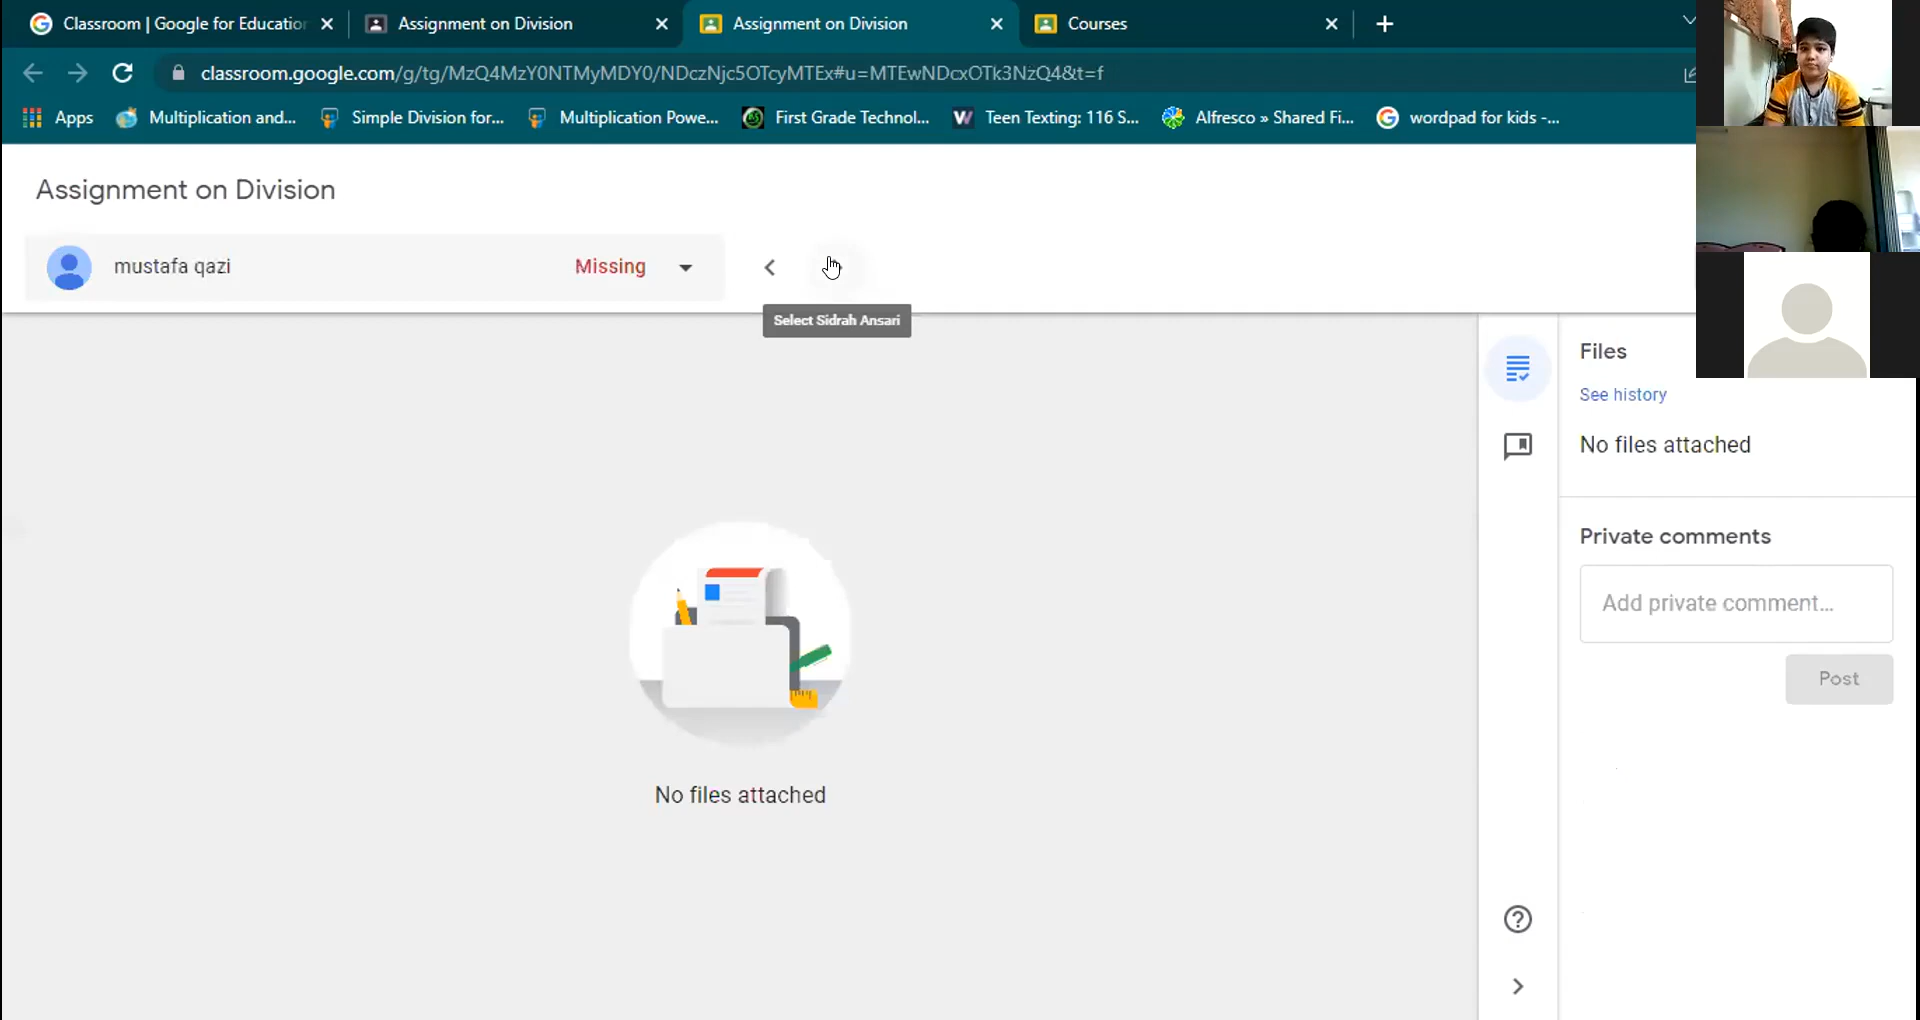 Classroom | Google for Education
Assignment on Division
Assignment on Division
Courses
classroom.google.com/g/tg/MzQ4MzY0NTMyMDY0/NDczNjc5OTcyMTEx#u=MTEwNDcxOTk3NzQ4&t=f
Apps
Multiplication and...
Simple Division for...
Multiplication Powe...
First Grade Technol...
Teen Texting: 116 S...
Alfresco » Shared Fi...
wordpad for kids -...
Assignment on Division
mustafa qazi
Missing
Select Sidrah Ansari
Files
See history
No files attached
Private comments
Add private comment...
Post
No files attached